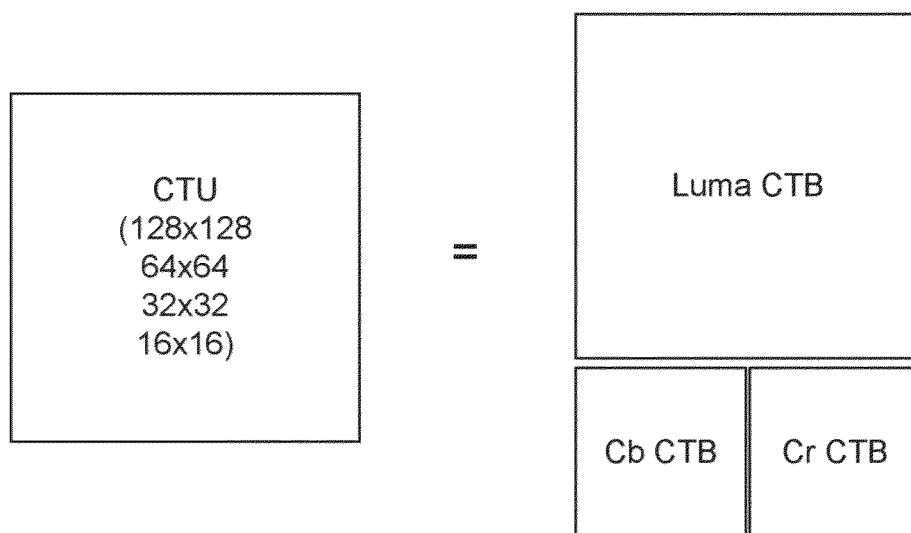 CTU
(128x128
64x64
32x32
16x16)
=
Luma CTB
Cb CTB
Cr CTB